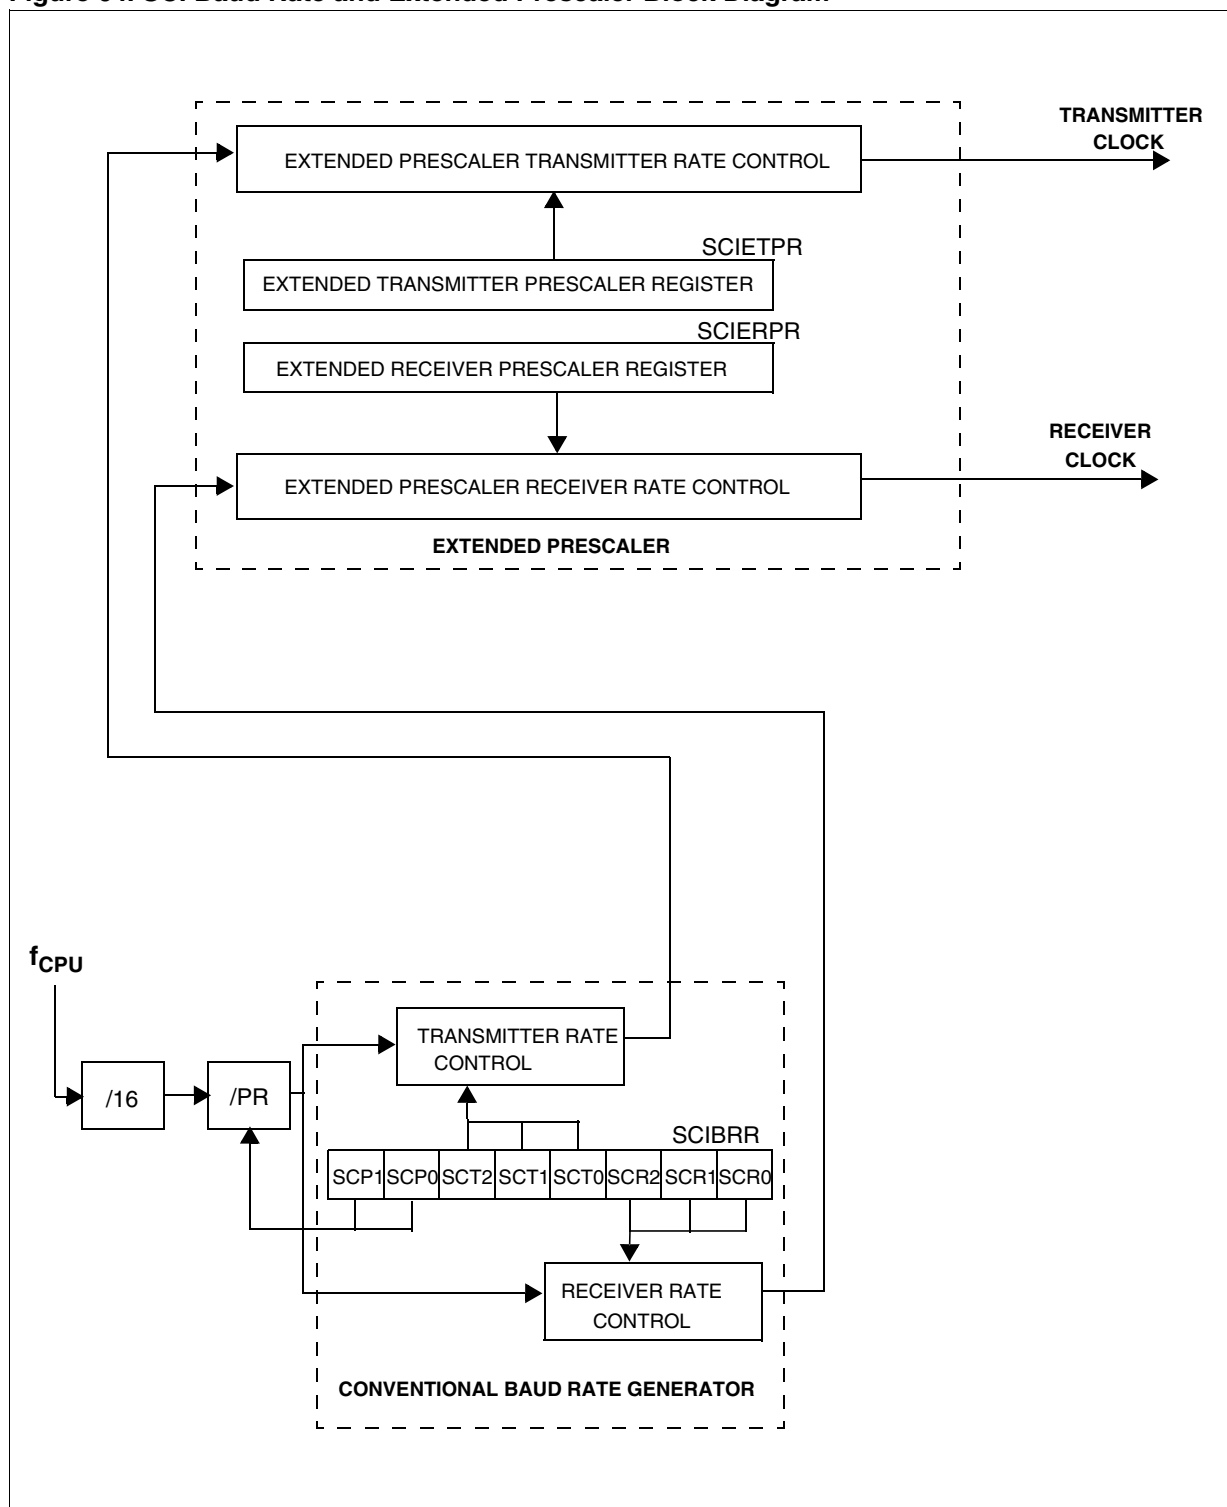 TRANSMITTER
CLOCK
EXTENDED PRESCALER TRANSMITTER RATE CONTROL
SCIETPR
EXTENDED TRANSMITTER PRESCALER REGISTER
SCIERPR
EXTENDED RECEIVER PRESCALER REGISTER
RECEIVER
CLOCK
EXTENDED PRESCALER RECEIVER RATE CONTROL
EXTENDED PRESCALER
fCPU
TRANSMITTER RATE
CONTROL
/16
/PR
SCIBRR
SCP1 SCP0 SCT2 SCT1 SCT0 SCR2 SCR1 SCR0
RECEIVER RATE
CONTROL
CONVENTIONAL BAUD RATE GENERATOR